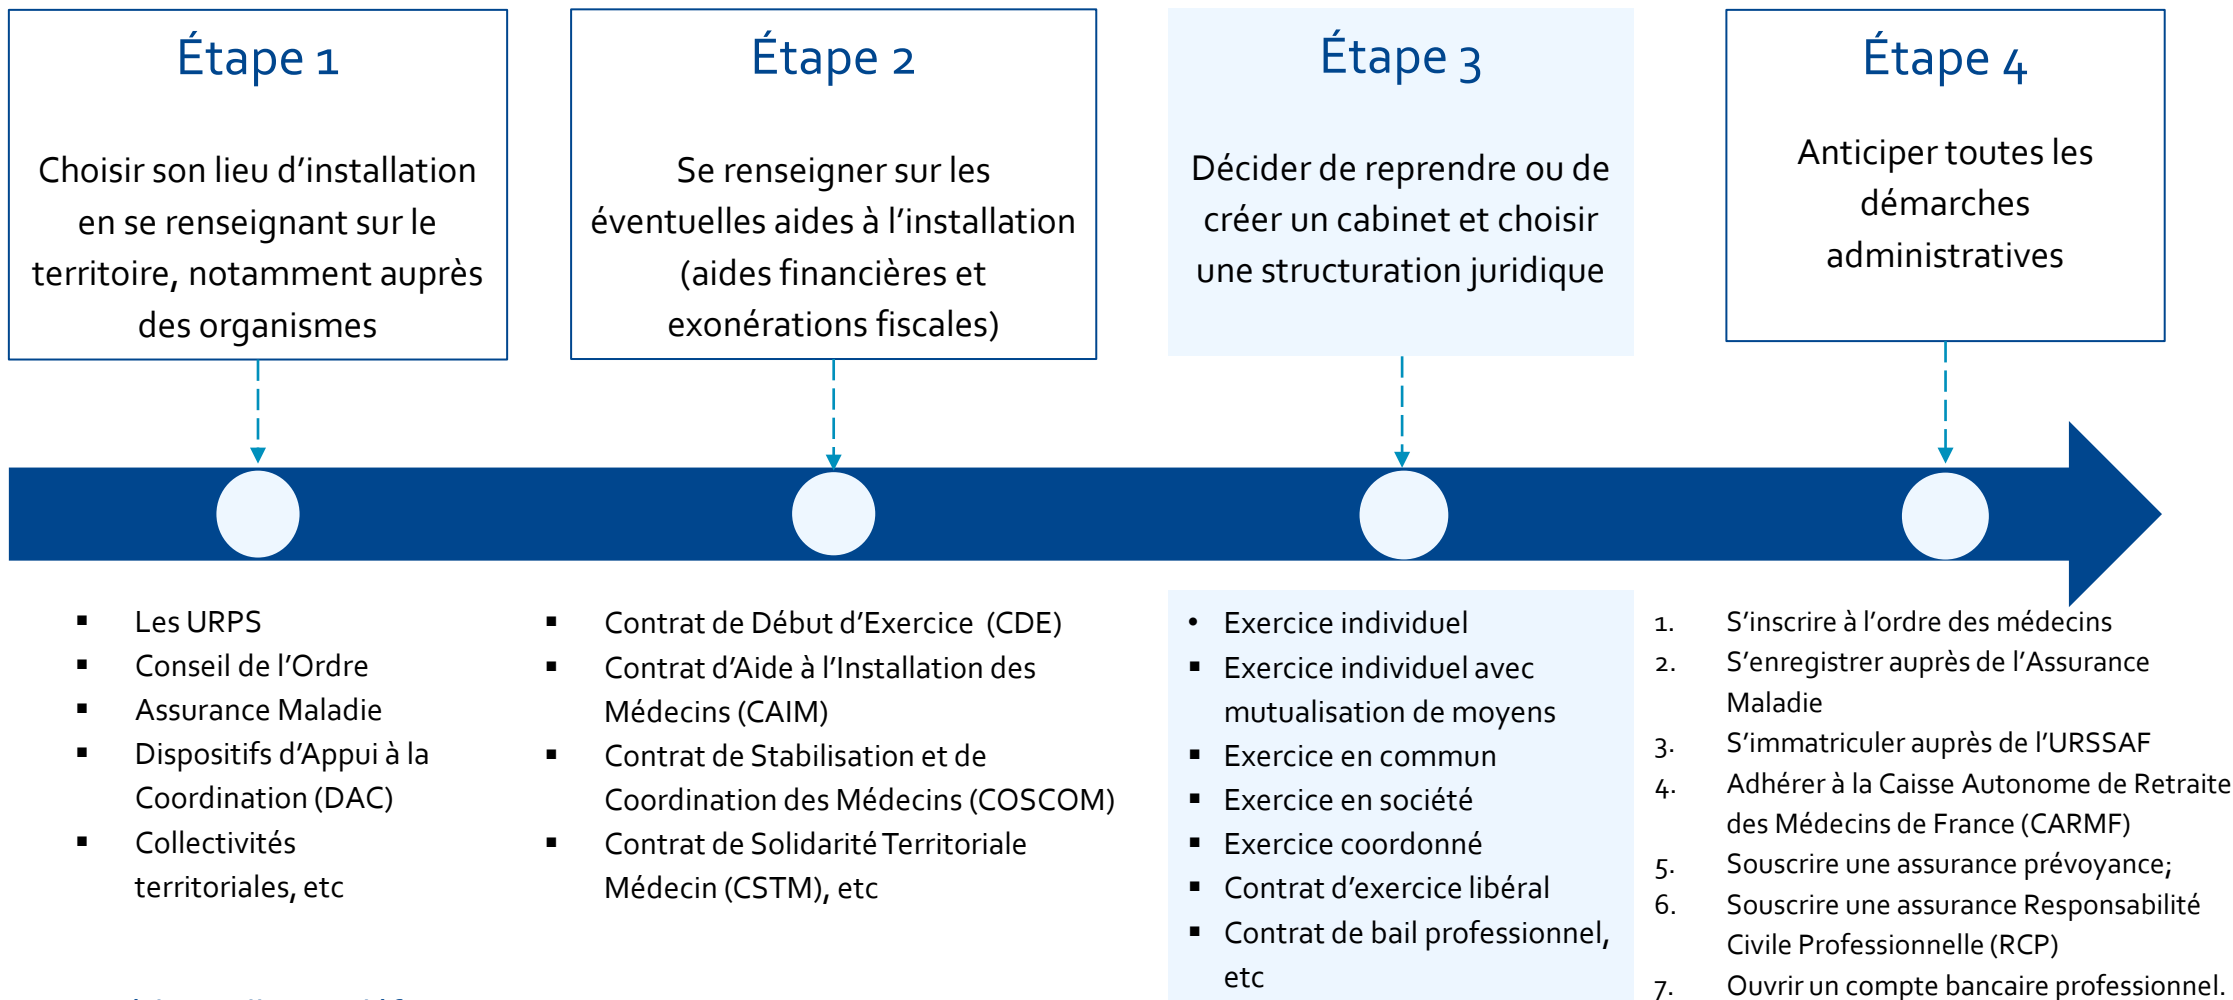 Étape 1
Choisir son lieu d’installation
en se renseignant sur le
territoire, notamment auprès
des organismes
Étape 2
Se renseigner sur les
éventuelles aides à l’installation
(aides financières et
exonérations fiscales)
Étape 3
Décider de reprendre ou de
créer un cabinet et choisir
une structuration juridique
Étape 4
Anticiper toutes les
démarches
administratives
▪ Les URPS
▪ Conseil de l’Ordre
▪ Assurance Maladie
▪ Dispositifs d’Appui à la
Coordination (DAC)
▪ Collectivités
territoriales, etc
▪ Contrat de Début d’Exercice (CDE)
▪ Contrat d’Aide à l’Installation des
Médecins (CAIM)
▪ Contrat de Stabilisation et de
Coordination des Médecins (COSCOM)
▪ Contrat de Solidarité Territoriale
Médecin (CSTM), etc
• Exercice individuel
▪ Exercice individuel avec
mutualisation de moyens
▪ Exercice en commun
▪ Exercice en société
▪ Exercice coordonné
▪ Contrat d’exercice libéral
▪ Contrat de bail professionnel,
etc
1. S’inscrire à l’ordre des médecins
2. S’enregistrer auprès de l’Assurance
Maladie
3. S’immatriculer auprès de l’URSSAF
4. Adhérer à la Caisse Autonome de Retraite
des Médecins de France (CARMF)
5. Souscrire une assurance prévoyance;
6. Souscrire une assurance Responsabilité
Civile Professionnelle (RCP)
7. Ouvrir un compte bancaire professionnel.